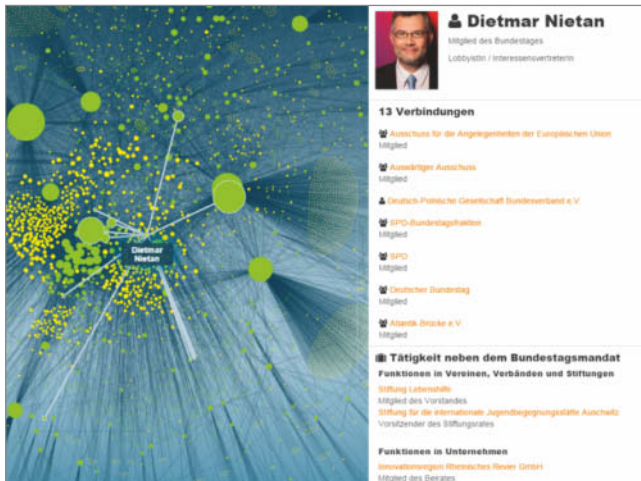 Dietmar Nietan
Mitglied des Bundestages
LobbyistIn / InteressensvertreterIn
13 Verbindungen
Ausschuss für die Angelegenheiten der Europäischen Union
Mitglied
Auswärtiger Ausschuss
Mitglied
Deutsch-Polnische Gesellschaft Bundesverband e.V.
SPD-Bundestagsfraktion
Mitglied
SPD
Mitglied
Deutscher Bundestag
Mitglied
Atlantik-Brücke e.V.
Mitglied
Tätigkeit neben dem Bundestagsmandat
Funktionen in Vereinen, Verbänden und Stiftungen
Stiftung Lebenshilfe
Mitglied des Vorstandes
Stiftung für die internationale Jugendbegegnungsstätte Auschwitz
Vorsitzender des Stiftungsrates
Funktionen in Unternehmen
Innovationsregion Rheinisches Revier GmbH
Mitglied des Beirates
Dietmar
Nietan